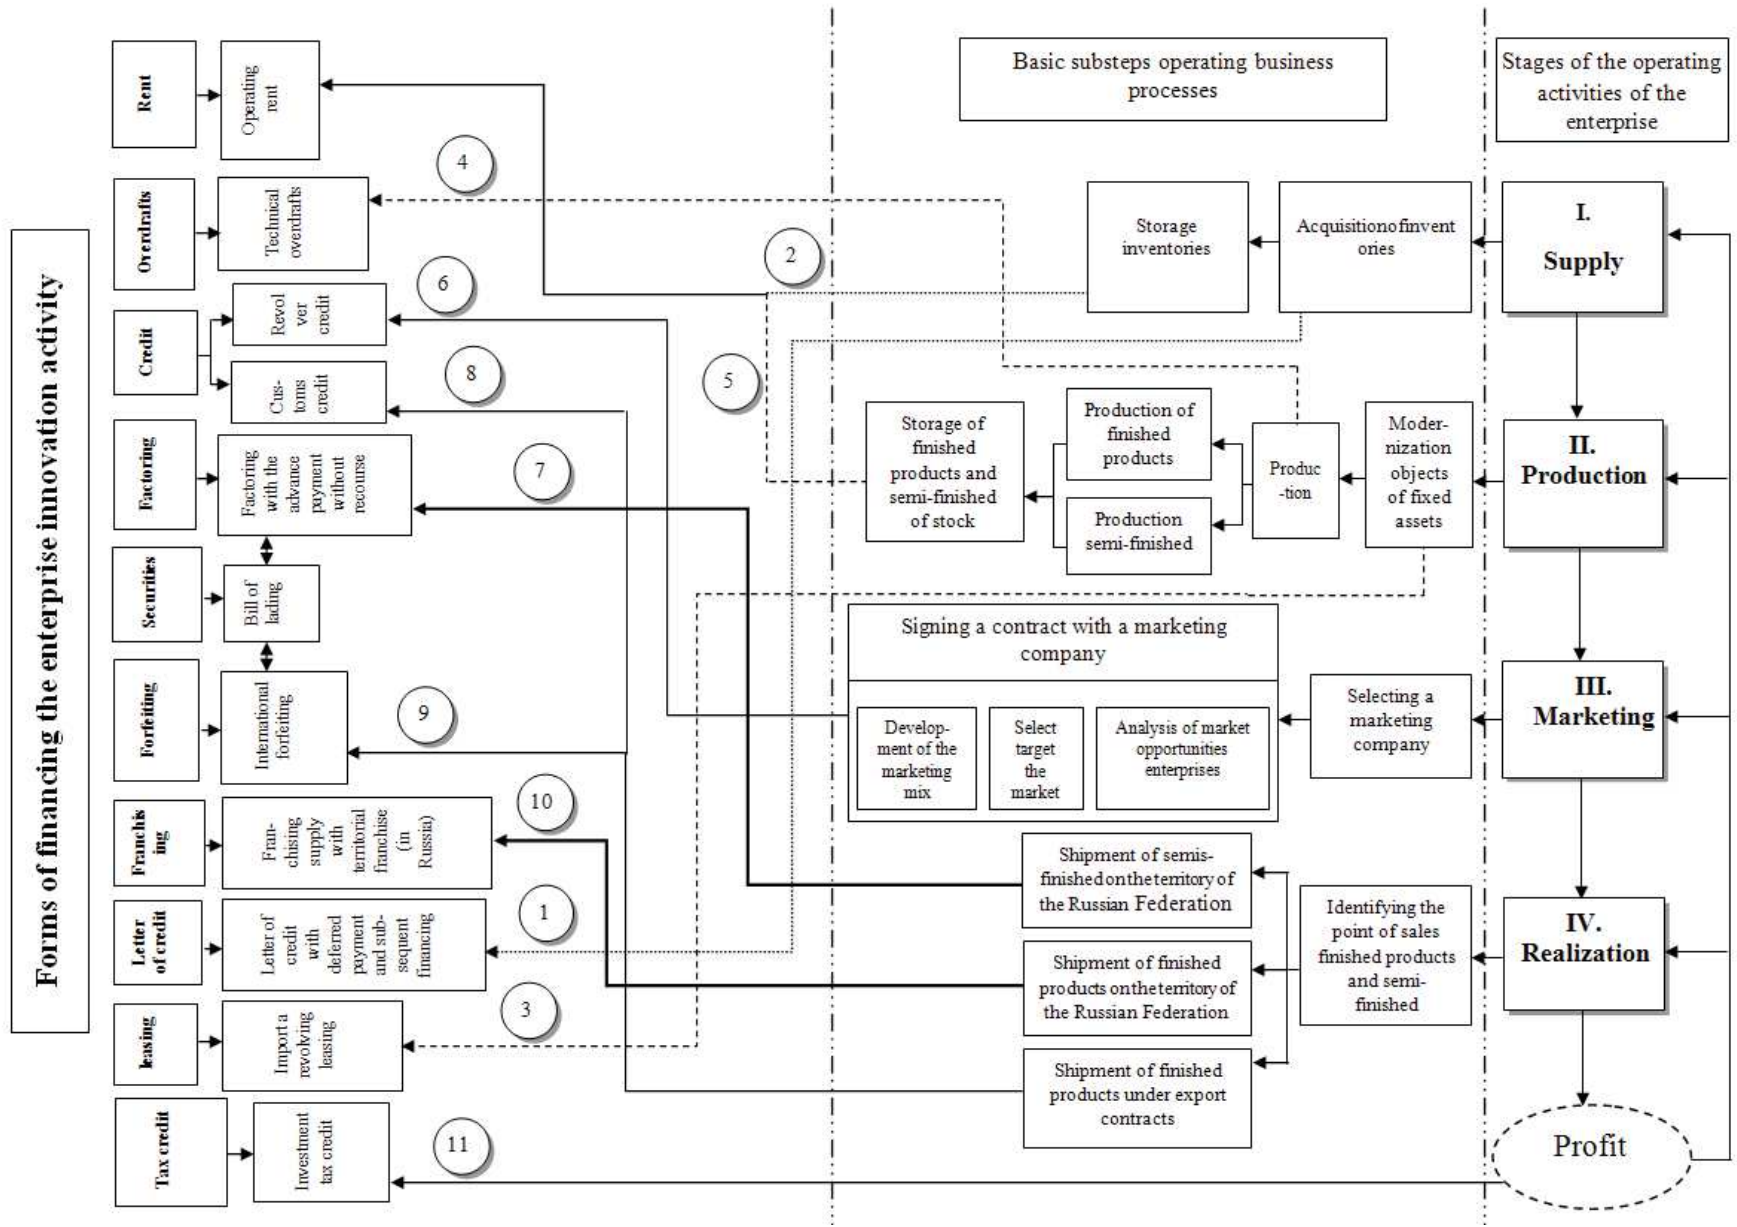 Forms of financing the enterprise innovation activity
Rent
Operating
rent
Overdrafts
Technical
overdrafts
Credit
Revol
ver
credit
Cus-
toms
credit
Factoring
Factoring
with the
advance
payment
without
recourse
Securities
Bill of
lading
Forfeiting
International
forfeiting
Franchis
ing
Fran-
chising
supply
with
territorial
franchise
(in
Russia)
Letter
of credit
Letter of
credit
with
deferred
payment
and sub-
sequent
financing
leasing
Import a
revolving
leasing
Tax credit
Investment
tax credit
4
2
6
8
5
7
9
10
1
3
11
Basic substeps operating business
processes
Storage
inventories
Acquisitionofinvent
ories
Storage of
finished
products and
semi-finished
of stock
Production of
finished
products
Production
semi-finished
Produc
-tion
Moder-
nization
objects
of fixed
assets
Signing a contract with a marketing
company
Develop-
ment of the
marketing
mix
Select
target
the
market
Analysis of market
opportunities
enterprises
Selecting a
marketing
company
Shipment of semis-
finishedontheteritory of
the Russian Federation
Shipment of finished
products ontheteritory of
the Russian Federation
Shipment of finished
products under export
contracts
Identifying the
point of sales
finished products
and semi-
finished
Stages of the operating
activities of the
enterprise
I.
Supply
II.
Production
III.
Marketing
IV.
Realization
Profit